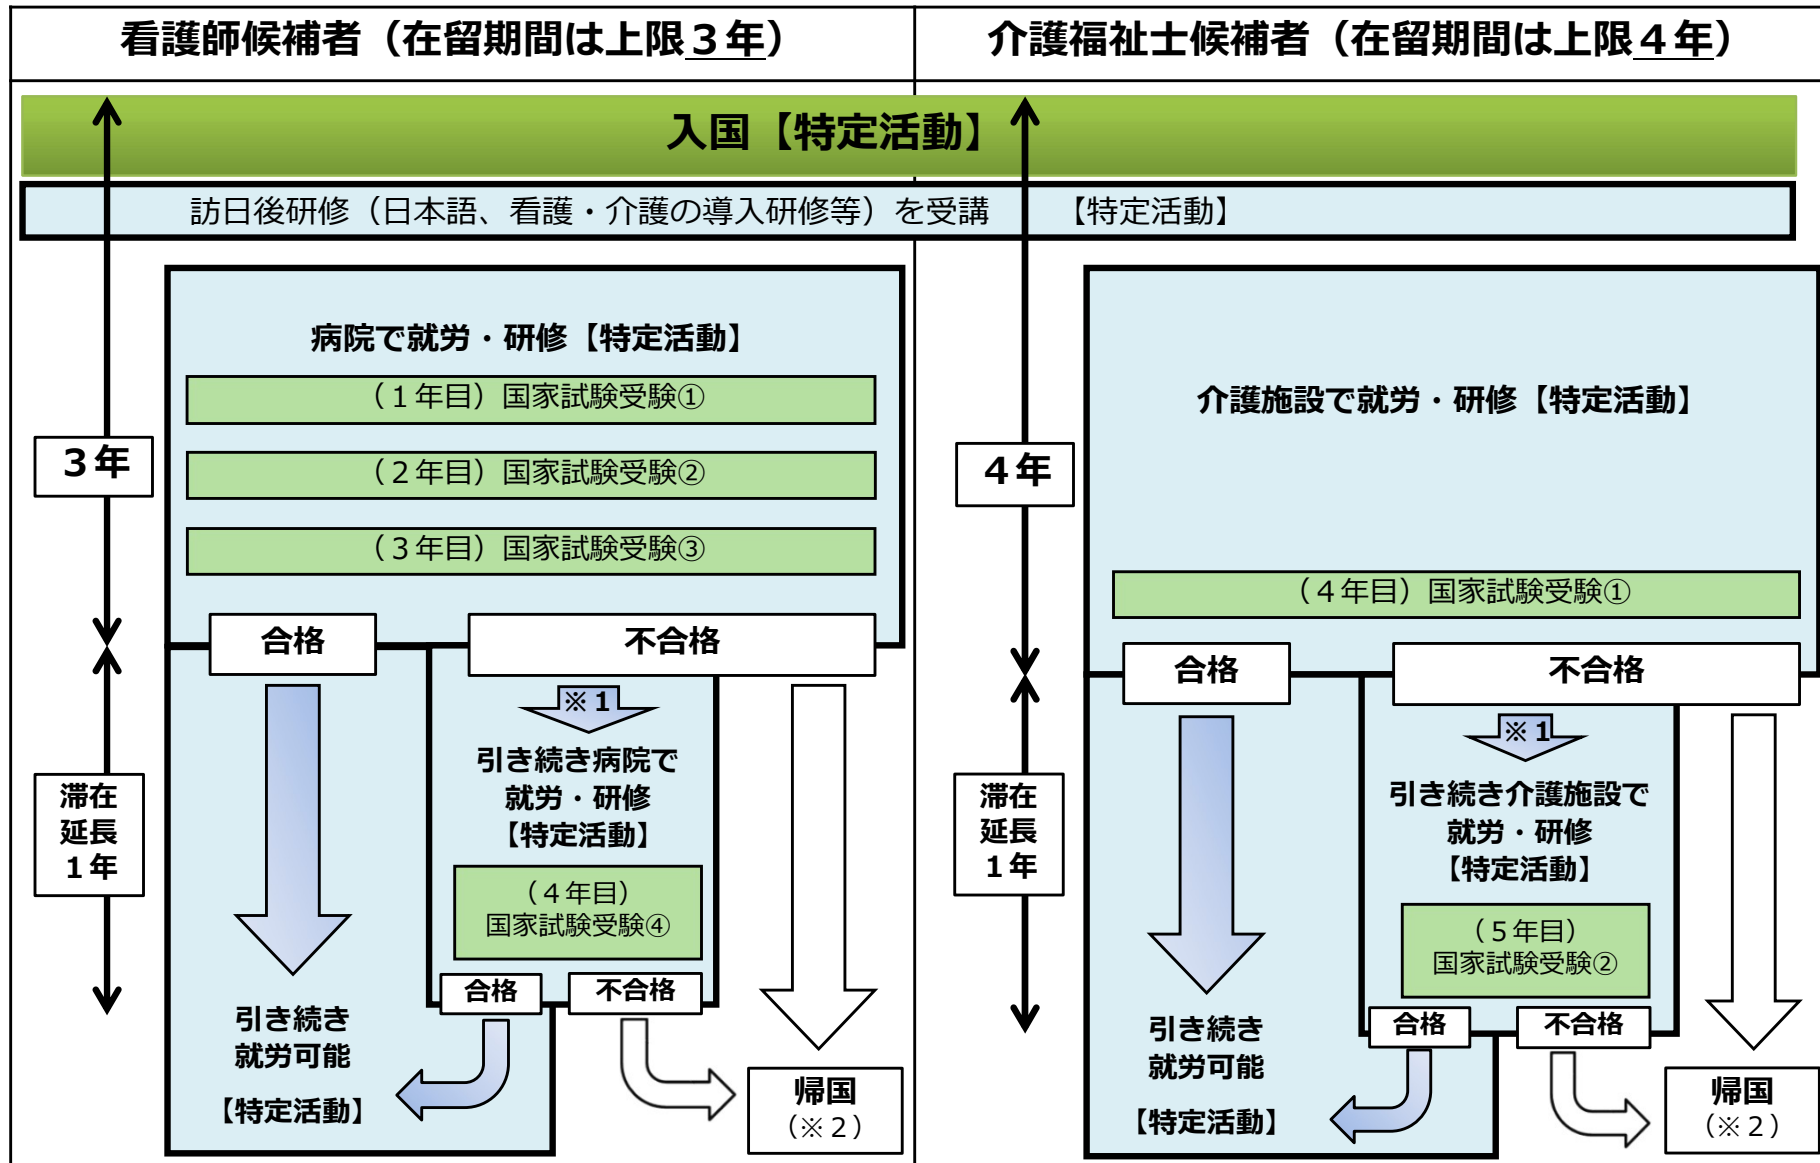 看護師候補者（在留期間は上限３年）
介護福祉士候補者（在留期間は上限４年）
入国【特定活動】
訪日後研修（日本語、看護・介護の導入研修等）を受講　　【特定活動】
病院で就労・研修【特定活動】
（１年目）国家試験受験①
（２年目）国家試験受験②
（３年目）国家試験受験③
３年
合格
不合格
※１
引き続き病院で
就労・研修
【特定活動】
滞在
延長
１年
（４年目）
国家試験受験④
合格
不合格
引き続き
就労可能
【特定活動】
帰国
（※２）
介護施設で就労・研修【特定活動】
４年
（４年目）国家試験受験①
合格
不合格
※１
引き続き介護施設で
就労・研修
【特定活動】
滞在
延長
１年
（５年目）
国家試験受験②
合格
不合格
引き続き
就労可能
【特定活動】
帰国
（※２）